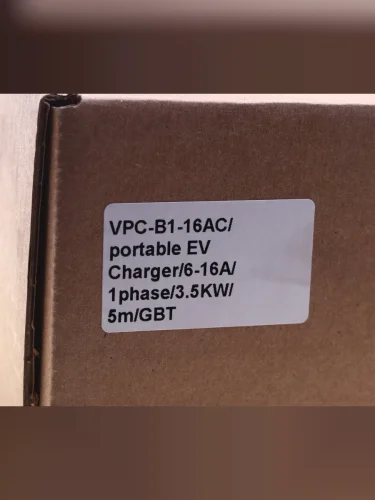 VPC-B1-16AC/
portable EV
Charger/6-16A/
1phase/3.5KW/
5m/GBT